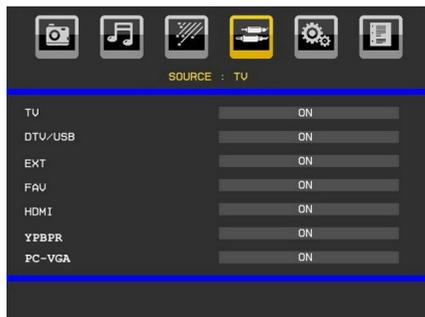 SOURCE : TV
TV ON
DTV/USB ON
EXT ON
FAV ON
HDMI ON
YPBPR ON
PC-VGA ON